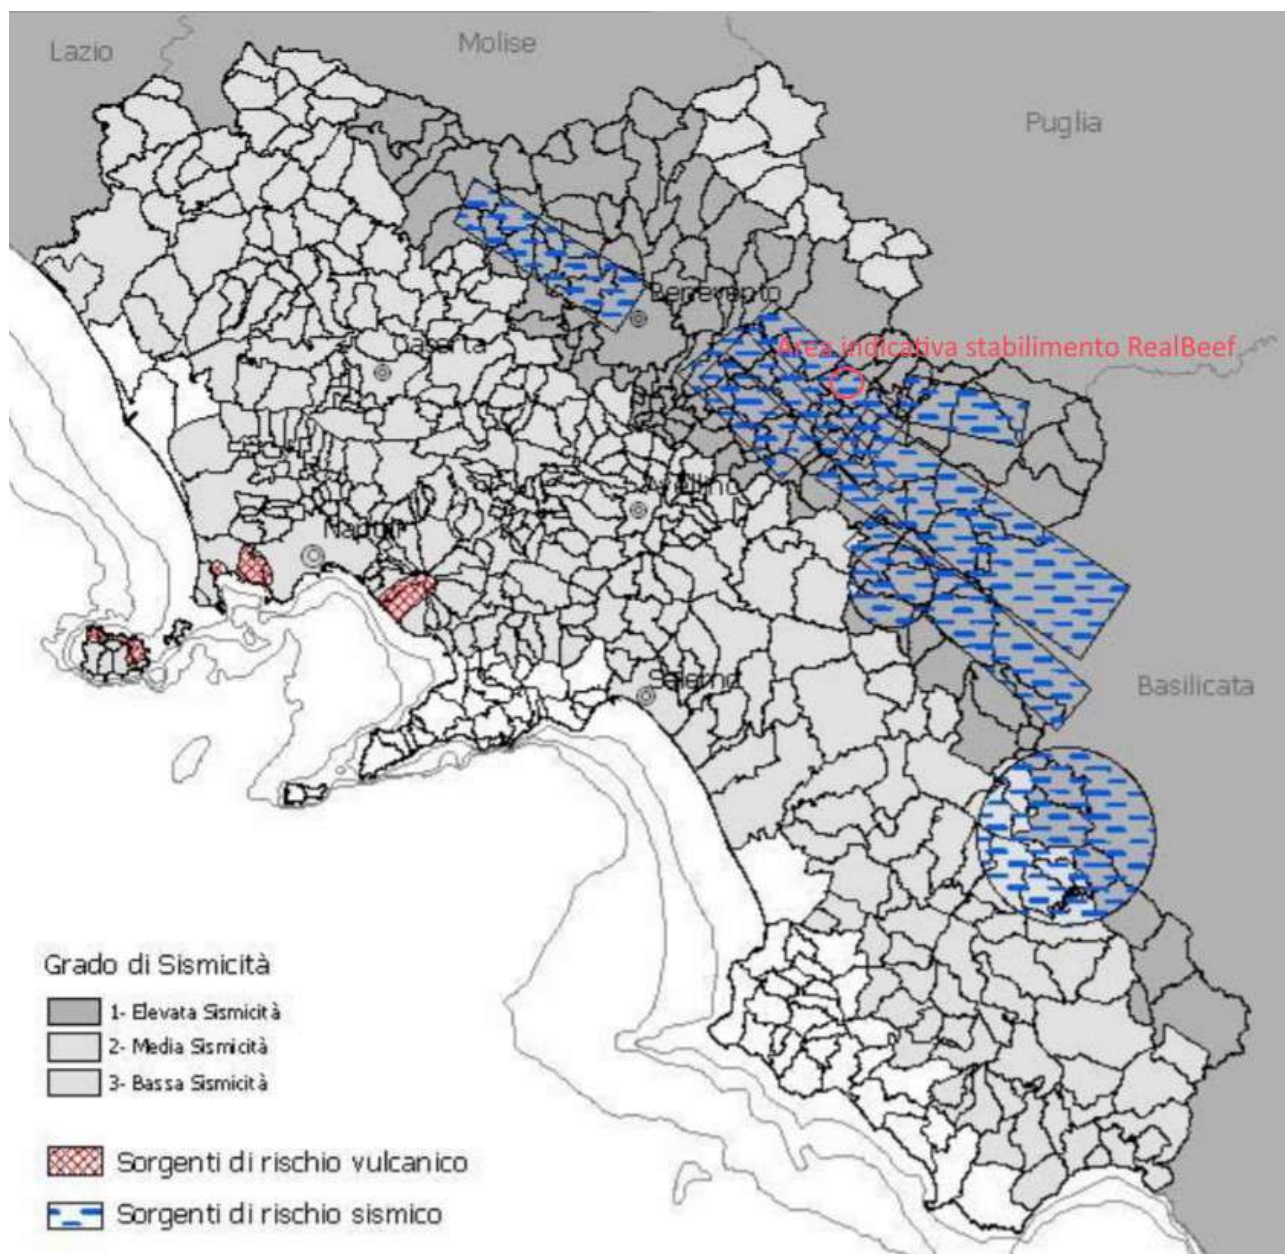 Lazio
Molise
Puglia
Benevento
Area indicativa stabilimento RealBeef
Caserta
Avellino
Napoli
Salerno
Basilicata
Grado di Sismicità
1- Elevata Sismicità
2- Media Sismicità
3- Bassa Sismicità
Sorgenti di rischio vulcanico
Sorgenti di rischio sismico